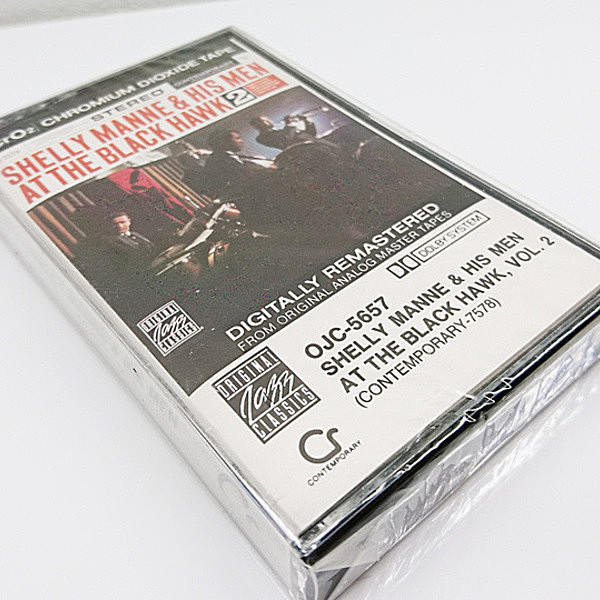 CrO2 CHROMIUM DIOXIDE TAPE
STEREO
SHELLY MANNE & HIS MEN
AT THE BLACK HAWK 2
DIGITALLY REMASTERED
FROM ORIGINAL ANALOG MASTER TAPES
DOLBY SYSTEM
ORIGINAL
Jazz
CLASSICS
ORIGINAL
Jazz
CLASSICS
OJC-5657
SHELLY MANNE & HIS MEN
AT THE BLACK HAWK, VOL. 2
(CONTEMPORARY-7578)
CR
CONTEMPORARY